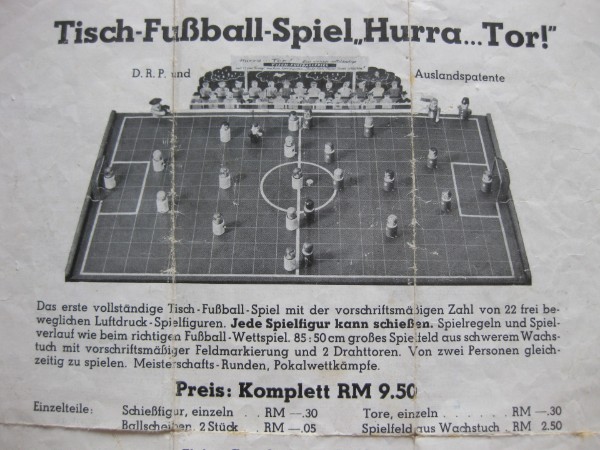 Tisch-Fußball-Spiel „Hurra...Tor!"
D. R. P. und
Auslandspatente
Das erste vollständige Tisch-Fußball-Spiel mit der vorschriftsmäßigen Zahl von 22 frei be-
weglichen Luftdruck-Spielfiguren. Jede Spielfigur kann schießen. Spielregeln und Spiel-
verlauf wie beim richtigen Fußball-Wettspiel. 85:50 cm großes Spielfeld aus schwerem Wachs-
tuch mit vorschriftsmäßiger Feldmarkierung und 2 Drahttoren. Von zwei Personen gleich-
zeitig zu spielen. Meisterschafts-Runden, Pokalwettkämpfe.
Preis: Komplett RM 9.50
Einzelteile: Schießfigur, einzeln . . RM —.30 Tore, einzeln . . . . . . RM —.30
Ballscheiben, 2 Stück . RM —.05 Spielfeld aus Wachstuch . RM 2.50